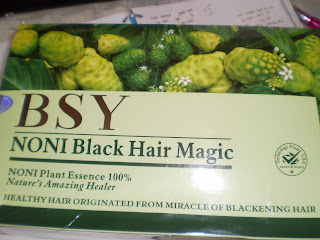 BSY
NONI Black Hair Magic
NONI Plant Essence 100%
Nature's Amazing Healer
HEALTHY HAIR ORIGINATED FROM MIRACLE OF BLACKENING HAIR